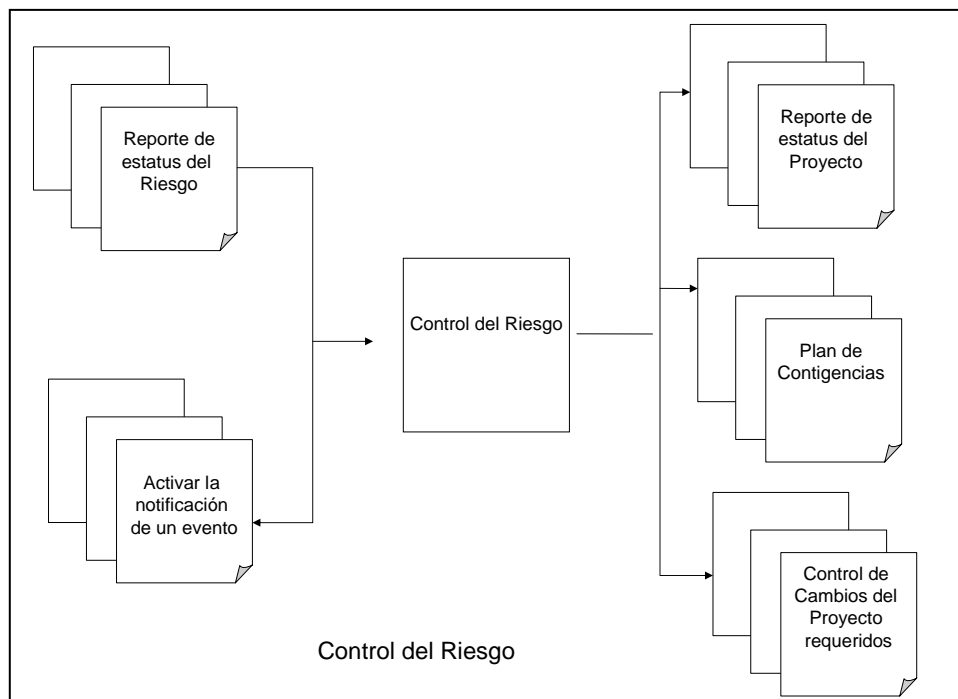 Reporte de
estatus del
Riesgo
Activar la
notificación
de un evento
Control del Riesgo
Reporte de
estatus del
Proyecto
Plan de
Contigencias
Control de
Cambios del
Proyecto
requeridos
Control del Riesgo